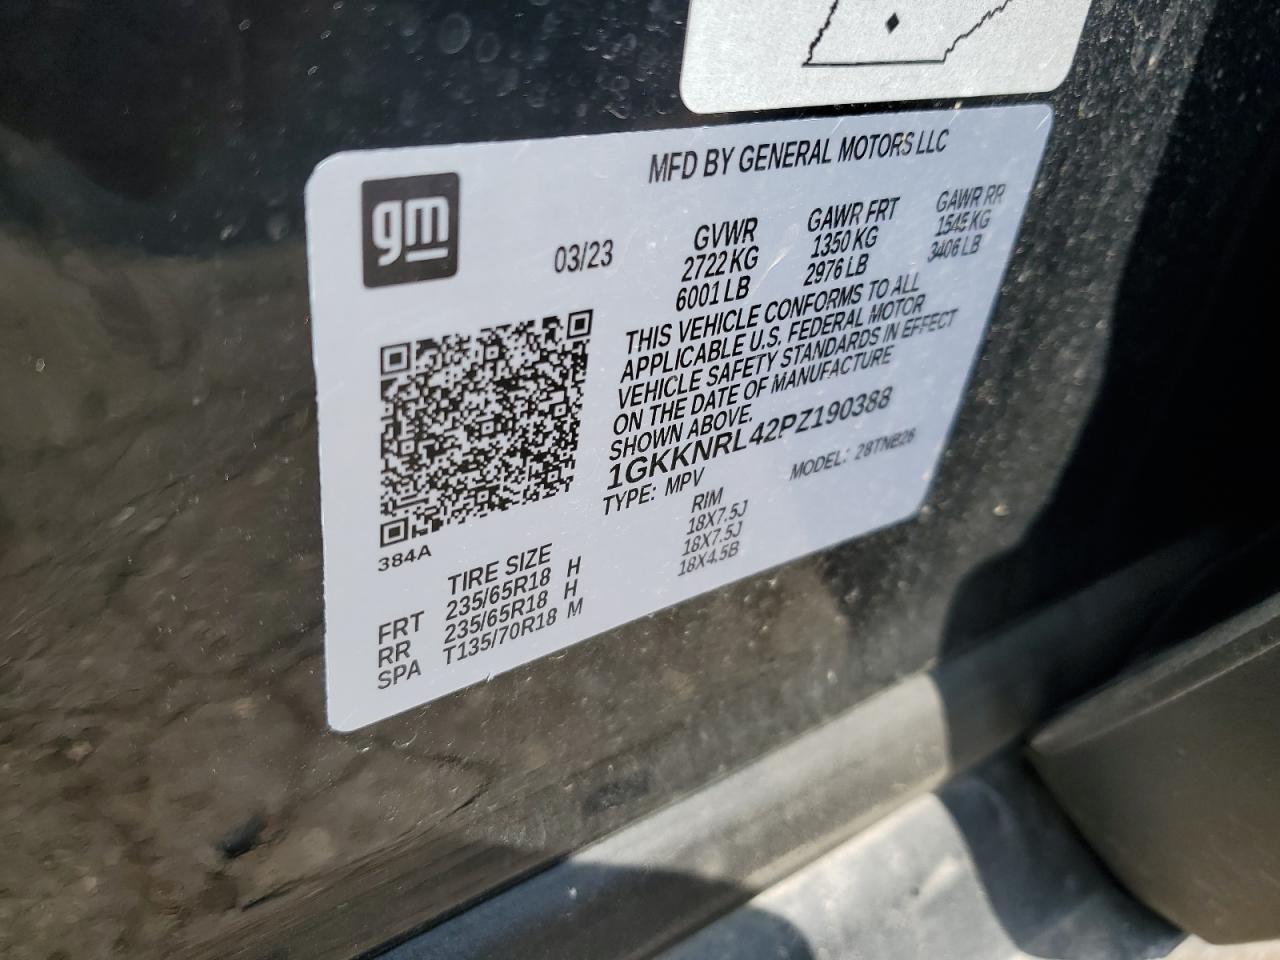 MFD BY GENERAL MOTORS LLC
gm
03/23
GVWR GAWR FRT GAWR RR
2722 KG 1350 KG 1545 KG
6001 LB 2976 LB 3406 LB
THIS VEHICLE CONFORMS TO ALL
APPLICABLE U.S. FEDERAL MOTOR
VEHICLE SAFETY STANDARDS IN EFFECT
ON THE DATE OF MANUFACTURE
SHOWN ABOVE.
1GKKNRL42PZ190388
TYPE: MPV MODEL: 28TNB26
384A
TIRE SIZE RIM
FRT 235/65R18 H 18X7.5J
RR 235/65R18 H 18X7.5J
SPA T135/70R18 M 18X4.5B